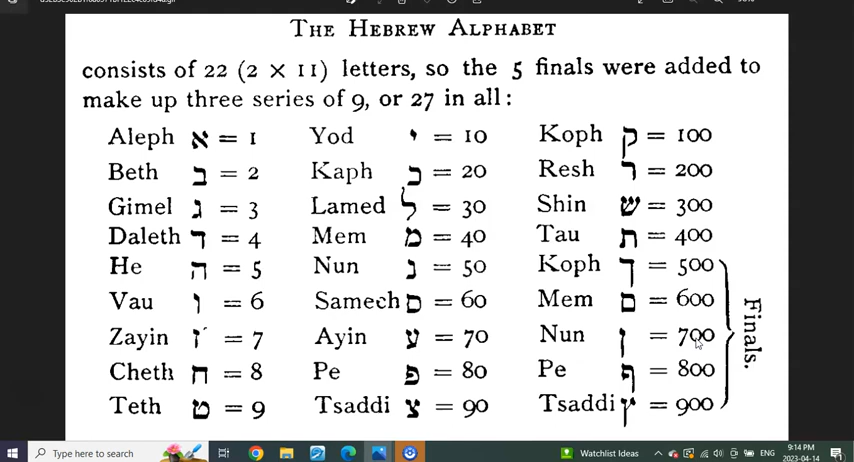 THE HEBREW ALPHABET
consists of 22 (2 × 11) letters, so the 5 finals were added to
make up three series of 9, or 27 in all:
Aleph א = 1 Yod י = 10 Koph ק = 100
Beth ב = 2 Kaph כ = 20 Resh ר = 200
Gimel ג = 3 Lamed ל = 30 Shin ש = 300
Daleth ד = 4 Mem מ = 40 Tau ת = 400
He ה = 5 Nun נ = 50 Koph ך = 500
Vau ו = 6 Samech ם = 60 Mem ם = 600
Zayin ז = 7 Ayin ע = 70 Nun ן = 700
Cheth ח = 8 Pe פ = 80 Pe ף = 800
Teth ט = 9 Tsaddi צ = 90 Tsaddi ץ = 900
Finals.
Type here to search
Watchlist Ideas
ENG
9:14 PM
2023-04-14